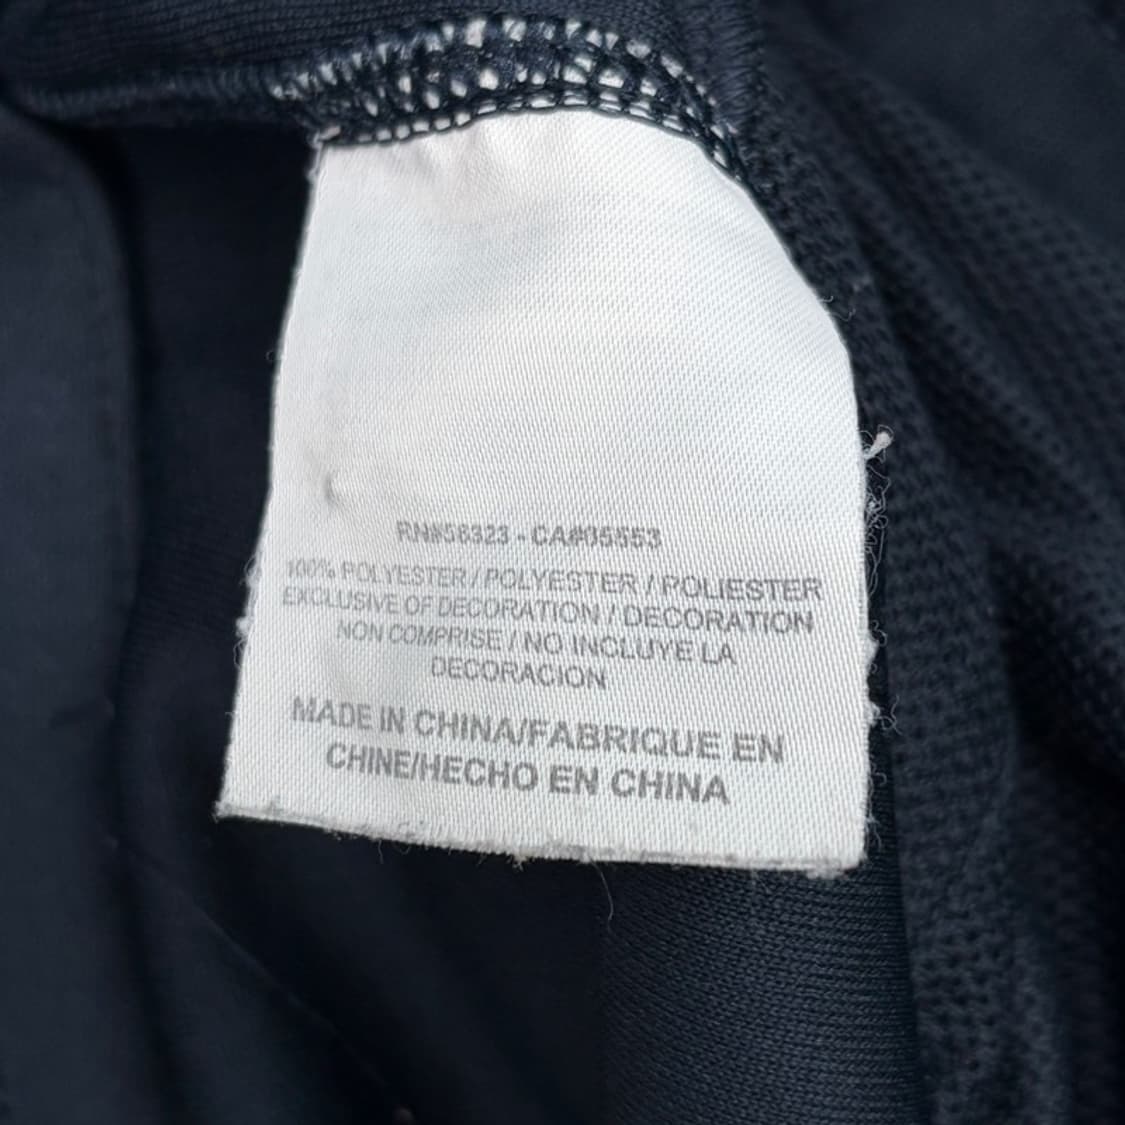 RN#56323 - CA#05553
100% POLYESTER / POLYESTER / POLIESTER
EXCLUSIVE OF DECORATION / DECORATION
NON COMPRISE / NO INCLUYE LA
DECORACION
MADE IN CHINA/FABRIQUE EN
CHINE/HECHO EN CHINA